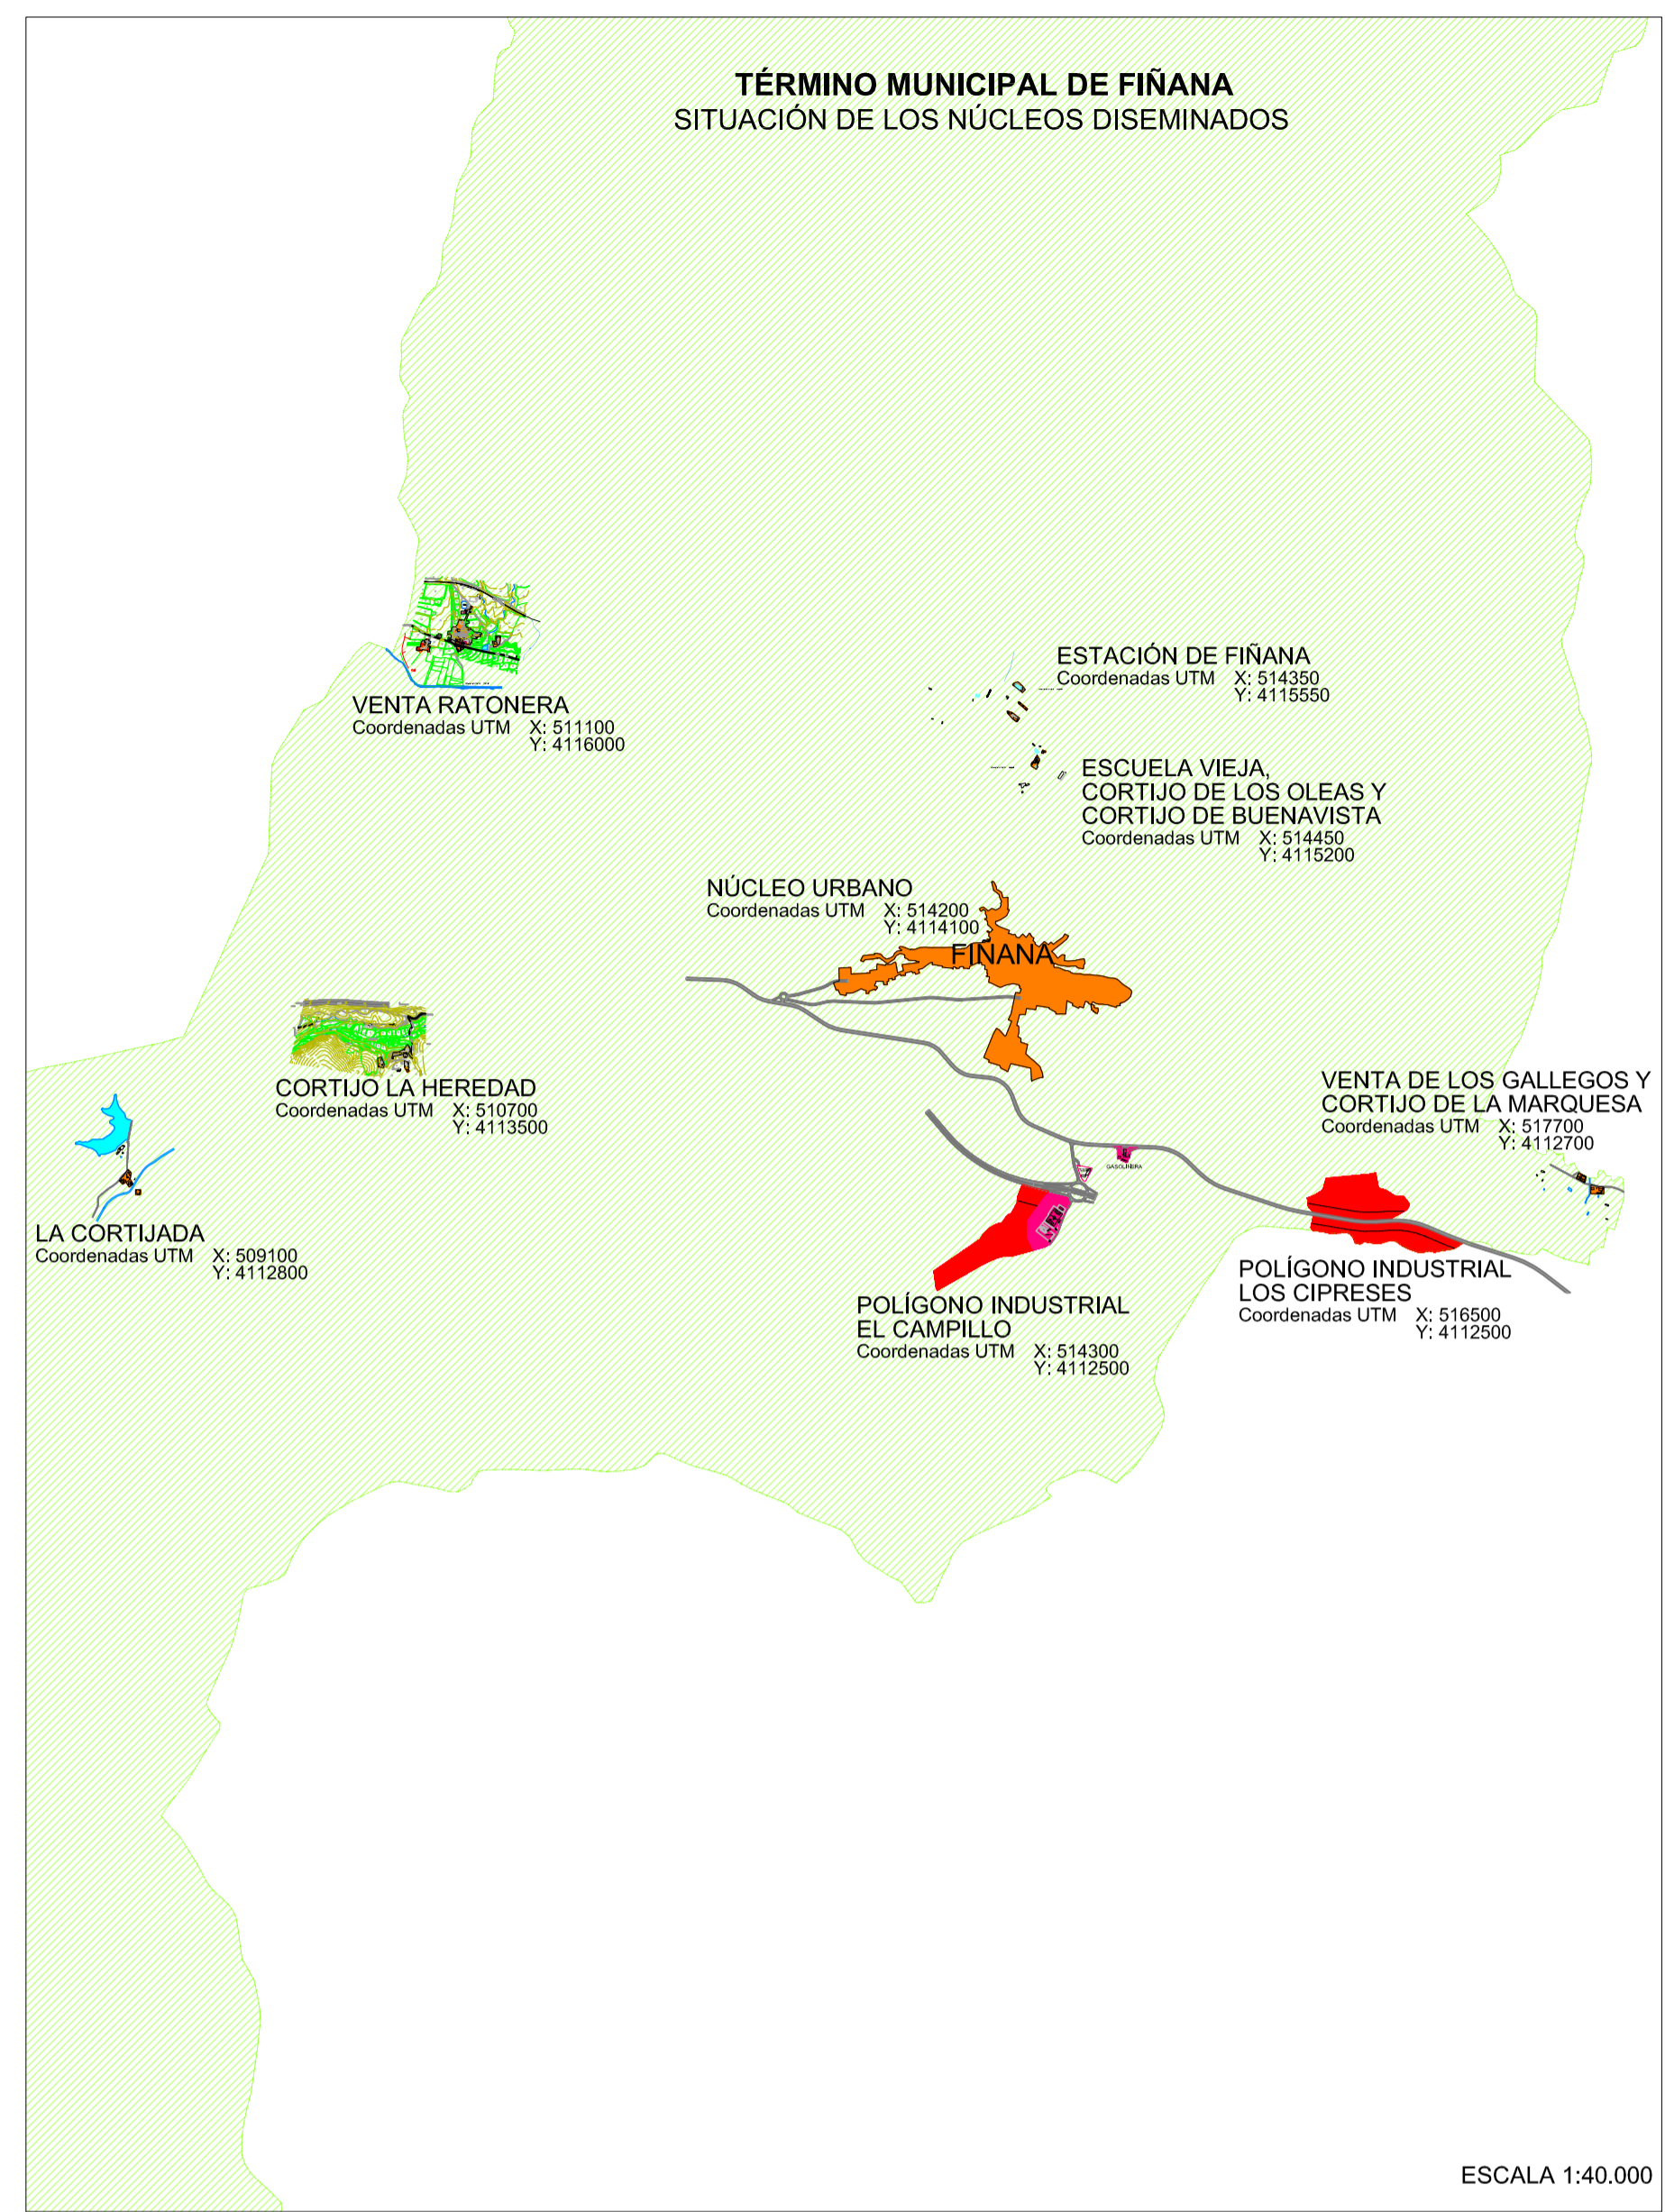 TÉRMINO MUNICIPAL DE FIÑANA
SITUACIÓN DE LOS NÚCLEOS DISEMINADOS
VENTA RATONERA
Coordenadas UTM X: 511100
Y: 4116000
ESTACIÓN DE FIÑANA
Coordenadas UTM X: 514350
Y: 4115550
ESCUELA VIEJA,
CORTIJO DE LOS OLEAS Y
CORTIJO DE BUENAVISTA
Coordenadas UTM X: 514450
Y: 4115200
NÚCLEO URBANO
Coordenadas UTM X: 514200
Y: 4114100
FIÑANA
CORTIJO LA HEREDAD
Coordenadas UTM X: 510700
Y: 4113500
VENTA DE LOS GALLEGOS Y
CORTIJO DE LA MARQUESA
Coordenadas UTM X: 517700
Y: 4112700
GASOLINERA
LA CORTIJADA
Coordenadas UTM X: 509100
Y: 4112800
POLÍGONO INDUSTRIAL
LOS CIPRESES
Coordenadas UTM X: 516500
Y: 4112500
POLÍGONO INDUSTRIAL
EL CAMPILLO
Coordenadas UTM X: 514300
Y: 4112500
ESCALA 1:40.000